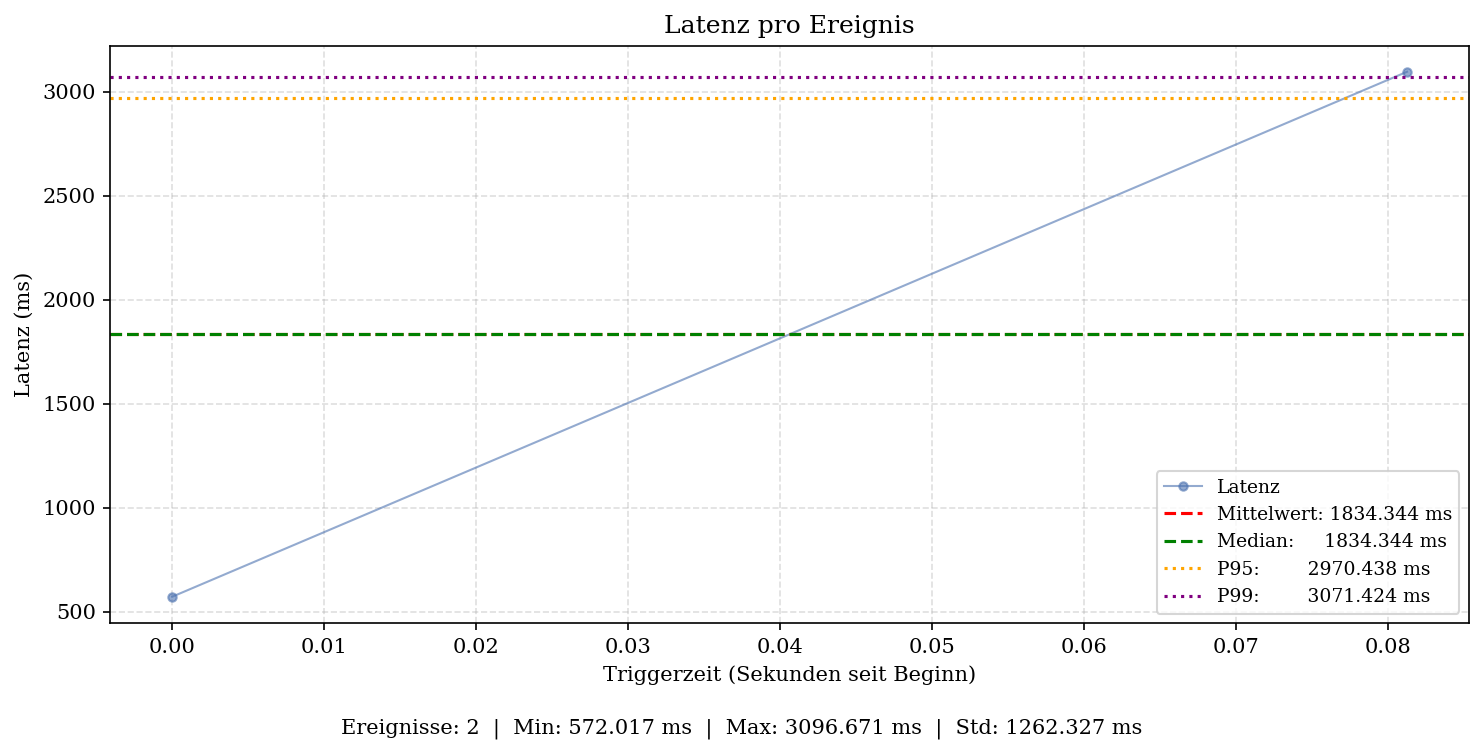 Latenz pro Ereignis
Latenz (ms)
3000
2500
2000
1500
1000
500
Latenz
Mittelwert: 1834.344 ms
Median: 1834.344 ms
P95: 2970.438 ms
P99: 3071.424 ms
0.00 0.01 0.02 0.03 0.04 0.05 0.06 0.07 0.08
Triggerzeit (Sekunden seit Beginn)
Ereignisse: 2 | Min: 572.017 ms | Max: 3096.671 ms | Std: 1262.327 ms